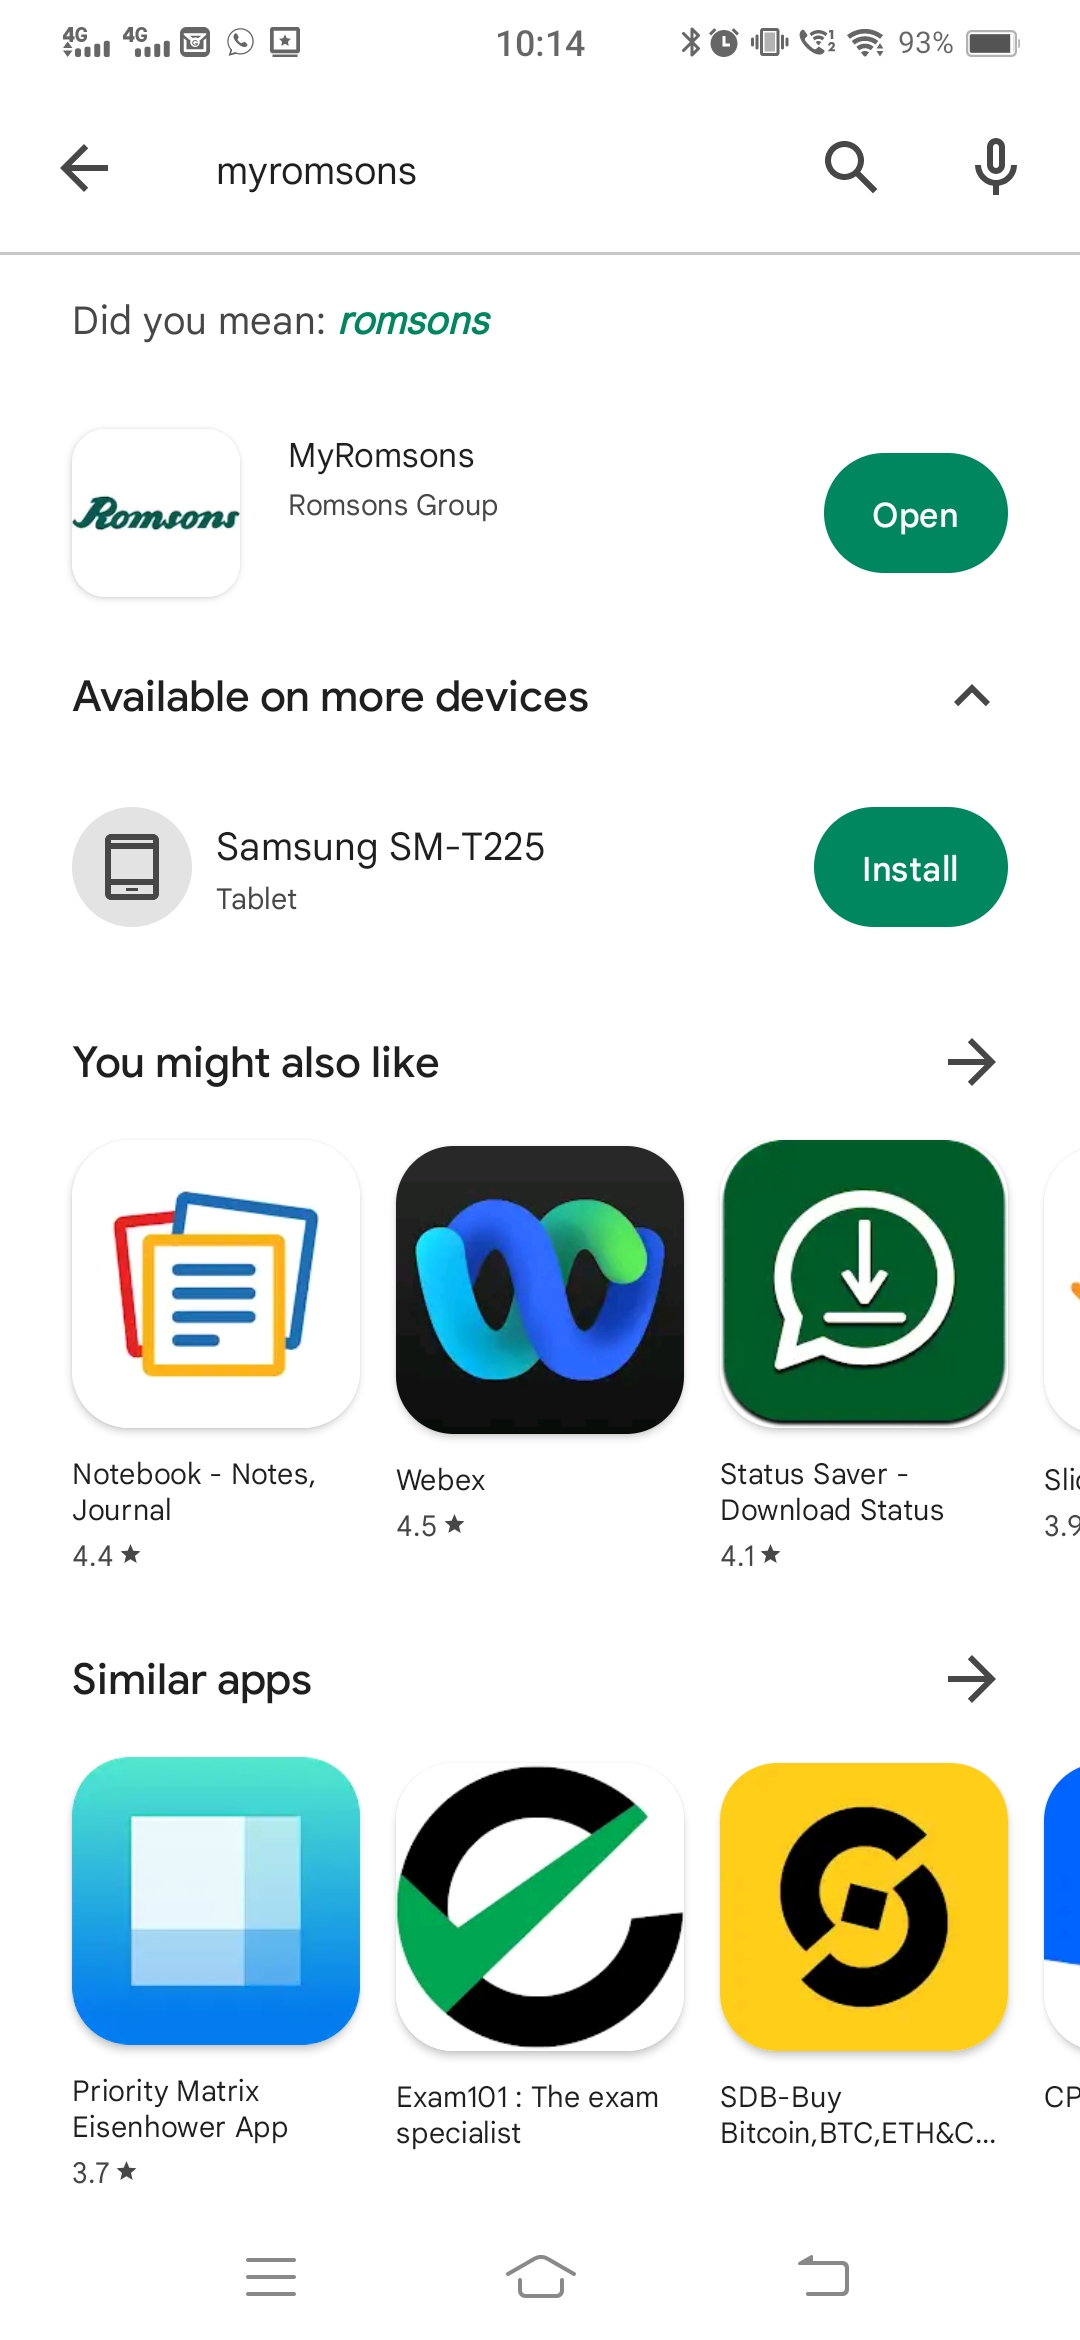 4G 4G 10:14 93%
myromsons
Did you mean: romsons
Romsons
MyRomsons
Romsons Group
Open
Available on more devices
Samsung SM-T225
Tablet
Install
You might also like
Notebook - Notes,
Journal
4.4 ★
Webex
4.5 ★
Status Saver -
Download Status
4.1 ★
Slic
3.9
Similar apps
Priority Matrix
Eisenhower App
3.7 ★
Exam101 : The exam
specialist
SDB-Buy
Bitcoin,BTC,ETH&C...
CP